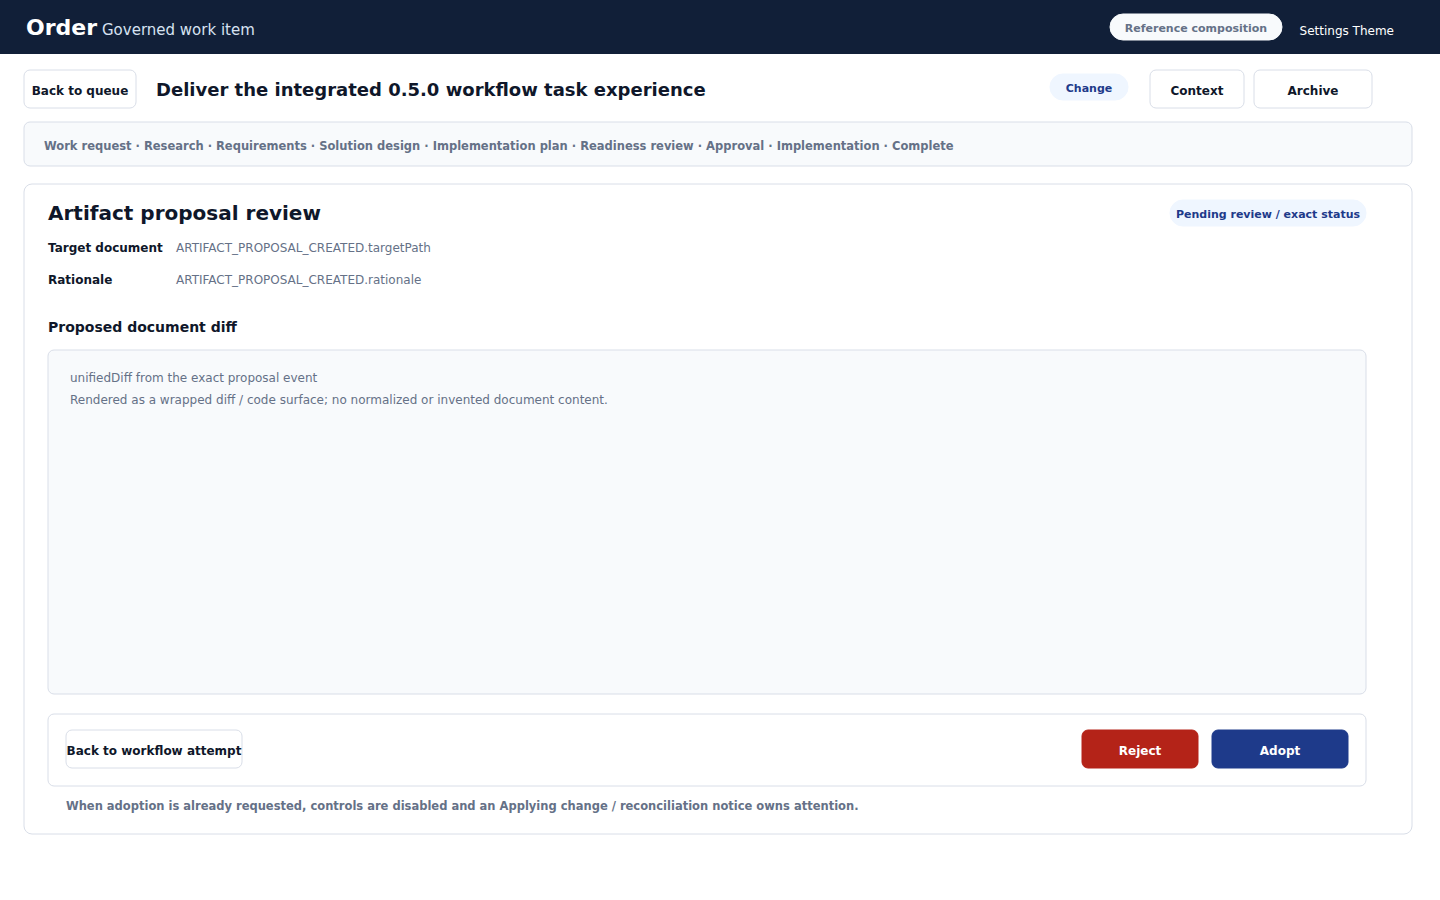 Order Governed work item
Reference composition
Settings Theme
Back to queue
Deliver the integrated 0.5.0 workflow task experience
Change
Context
Archive
Work request · Research · Requirements · Solution design · Implementation plan · Readiness review · Approval · Implementation · Complete
Artifact proposal review
Pending review / exact status
Target document ARTIFACT_PROPOSAL_CREATED.targetPath
Rationale ARTIFACT_PROPOSAL_CREATED.rationale
Proposed document diff
unifiedDiff from the exact proposal event
Rendered as a wrapped diff / code surface; no normalized or invented document content.
Back to workflow attempt
Reject
Adopt
When adoption is already requested, controls are disabled and an Applying change / reconciliation notice owns attention.